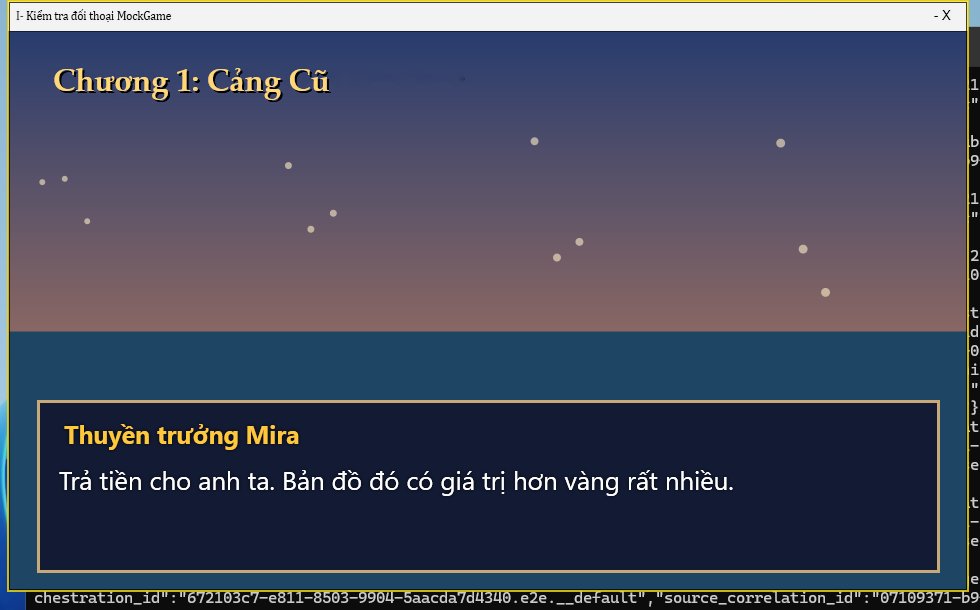 I- Kiểm tra đối thoại MockGame
- X
Chương 1: Cảng Cũ
Thuyền trưởng Mira
Trả tiền cho anh ta. Bản đồ đó có giá trị hơn vàng rất nhiều.
chestration_id":"672103c7-e811-8503-9904-5aacda7d4340.e2e.__default","source_correlation_id":"07109371-b9